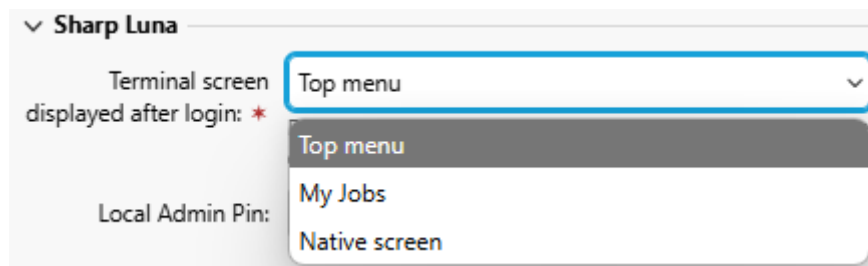 Sharp Luna
Terminal screen
displayed after login: *
Top menu
Top menu
My Jobs
Local Admin Pin:
Native screen